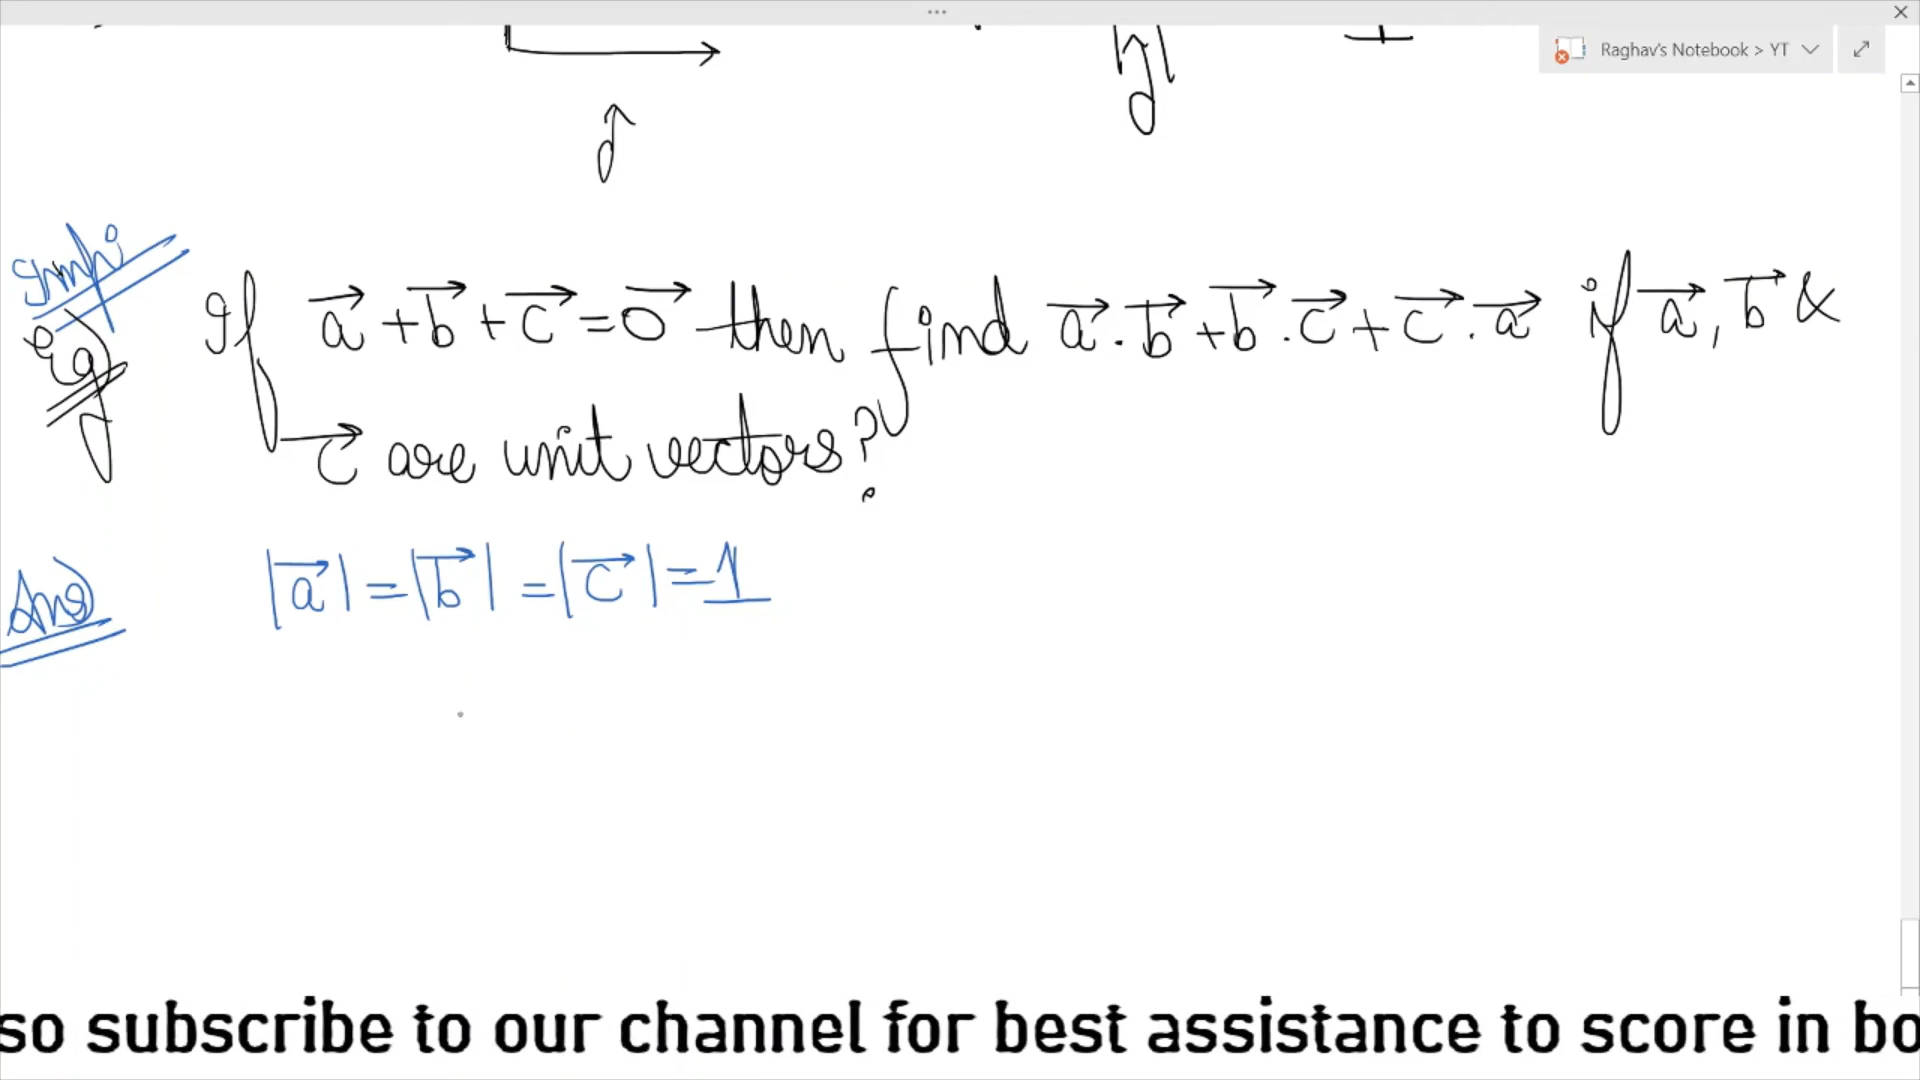 ...
Raghav's Notebook > YT
ĵ
|ŷ|
Imp:
eg) If a⃗ + b⃗ + c⃗ = 0⃗ then find a⃗ . b⃗ + b⃗ . c⃗ + c⃗ . a⃗ if a⃗, b⃗ &
c⃗ are unit vectors?
Ans) |a⃗| = |b⃗| = |c⃗| = 1
so subscribe to our channel for best assistance to score in bo